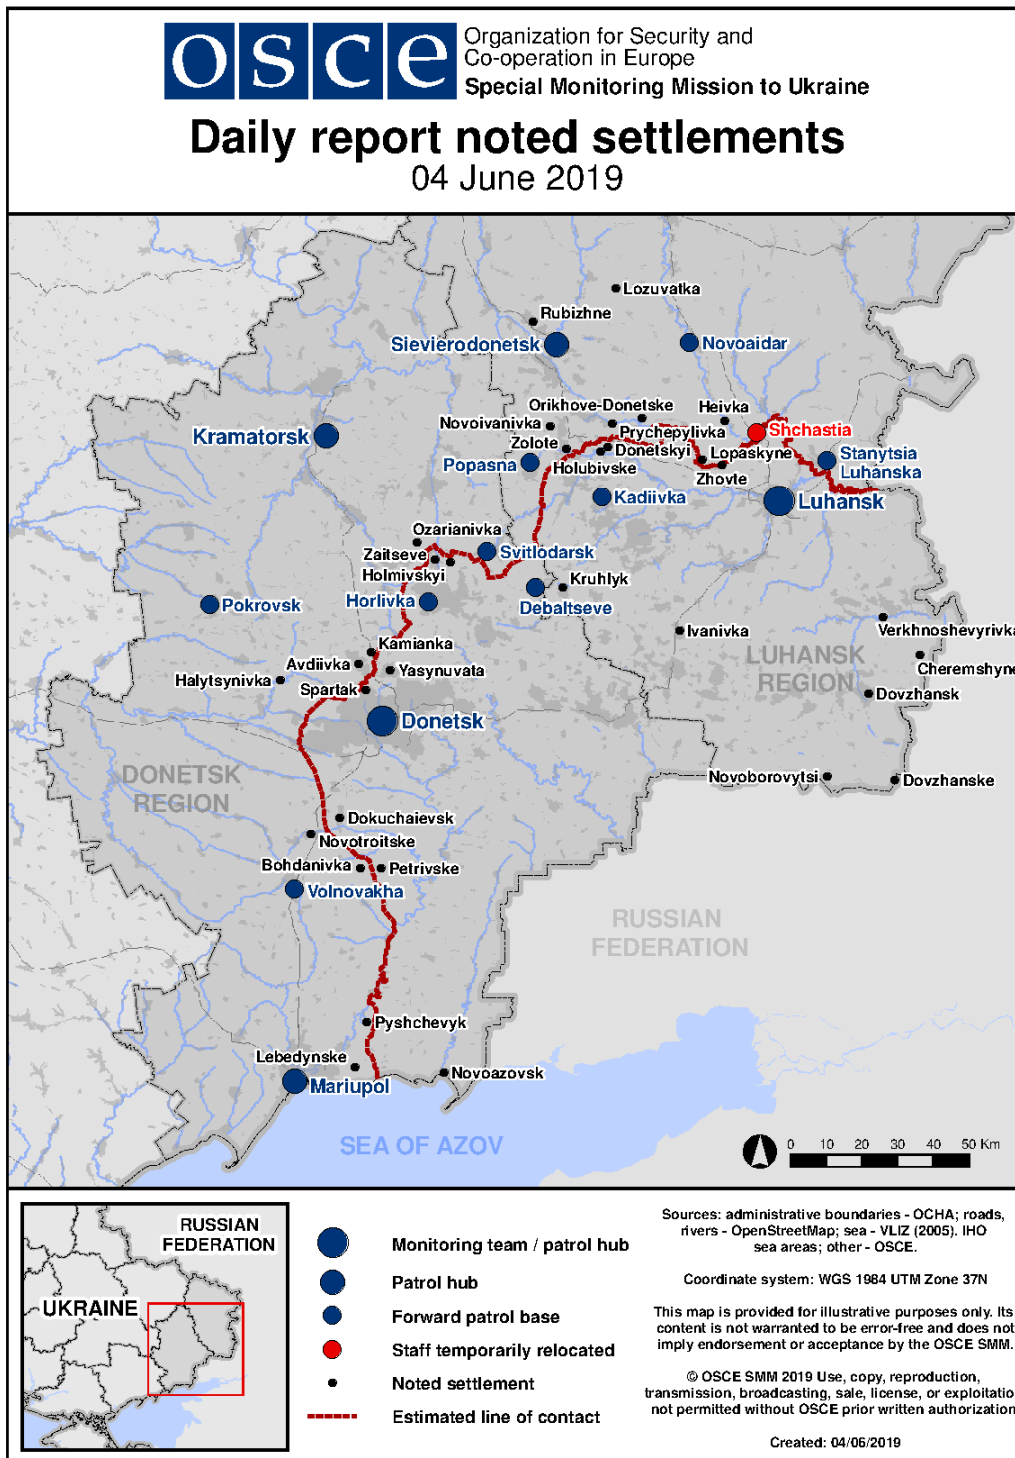 osce
Organization for Security and
Co-operation in Europe
Special Monitoring Mission to Ukraine
Daily report noted settlements
04 June 2019
Lozuvatka
Rubizhne
Sievierodonetsk
Novoaidar
Orikhove-Donetske
Heivka
Novoivanivka
Prychepylivka
Shchastia
Kramatorsk
Zolote
Donetskyi
Lopaskyne
Stanytsia
Luhanska
Popasna
Holubivske
Zhovte
Kadiivka
Luhansk
Ozarianivka
Zaitseve
Svitlodarsk
Holmivskyi
Kruhlyk
Pokrovsk
Horlivka
Debaltseve
Ivanivka
Verkhnoshevyrivka
Kamianka
Avdiivka
LUHANSK
REGION
Cheremshyne
Halytsynivka
Yasynuvata
Spartak
Dovzhansk
Donetsk
DONETSK
REGION
Novoborovytsi
Dovzhanske
Dokuchaievsk
Novotroitske
Bohdanivka
Petrivske
Volnovakha
RUSSIAN
FEDERATION
Pyshchevyk
Lebedynske
Novoazovsk
Mariupol
SEA OF AZOV
0 10 20 30 40 50 Km
RUSSIAN
FEDERATION
UKRAINE
Monitoring team / patrol hub
Patrol hub
Forward patrol base
Staff temporarily relocated
Noted settlement
Estimated line of contact
Sources: administrative boundaries - OCHA; roads,
rivers - OpenStreetMap; sea - VLIZ (2005). IHO
sea areas; other - OSCE.
Coordinate system: WGS 1984 UTM Zone 37N
This map is provided for illustrative purposes only. Its
content is not warranted to be error-free and does not
imply endorsement or acceptance by the OSCE SMM.
© OSCE SMM 2019 Use, copy, reproduction,
transmission, broadcasting, sale, license, or exploitatio
not permitted without OSCE prior written authorization
Created: 04/06/2019